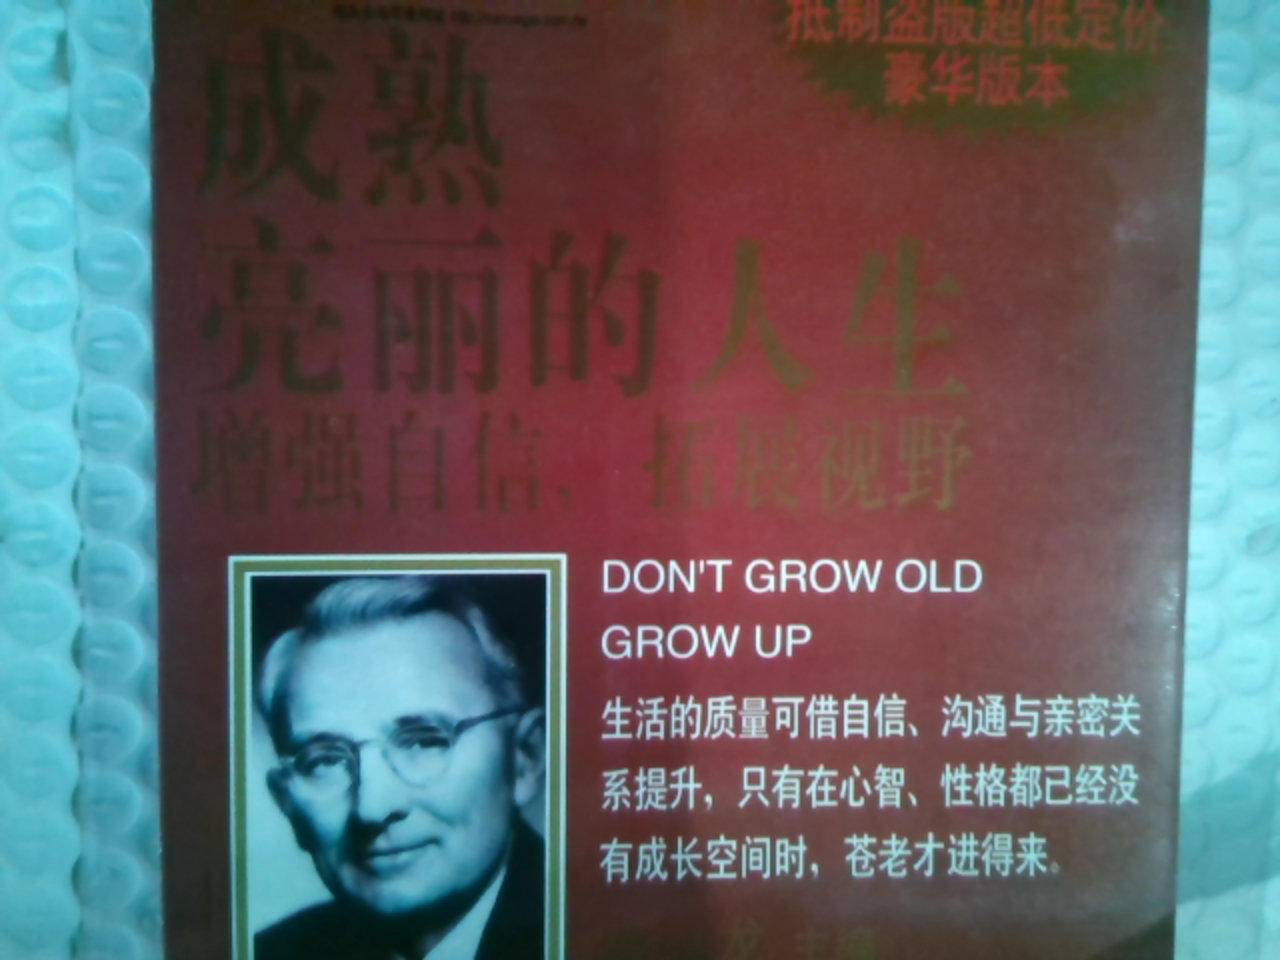 抵制盗版超低定价
豪华版本
成熟
亮丽的人生
增强自信，拓展视野
DON'T GROW OLD
GROW UP
生活的质量可借自信、沟通与亲密关
系提升，只有在心智、性格都已经没
有成长空间时，苍老才进得来。
主编